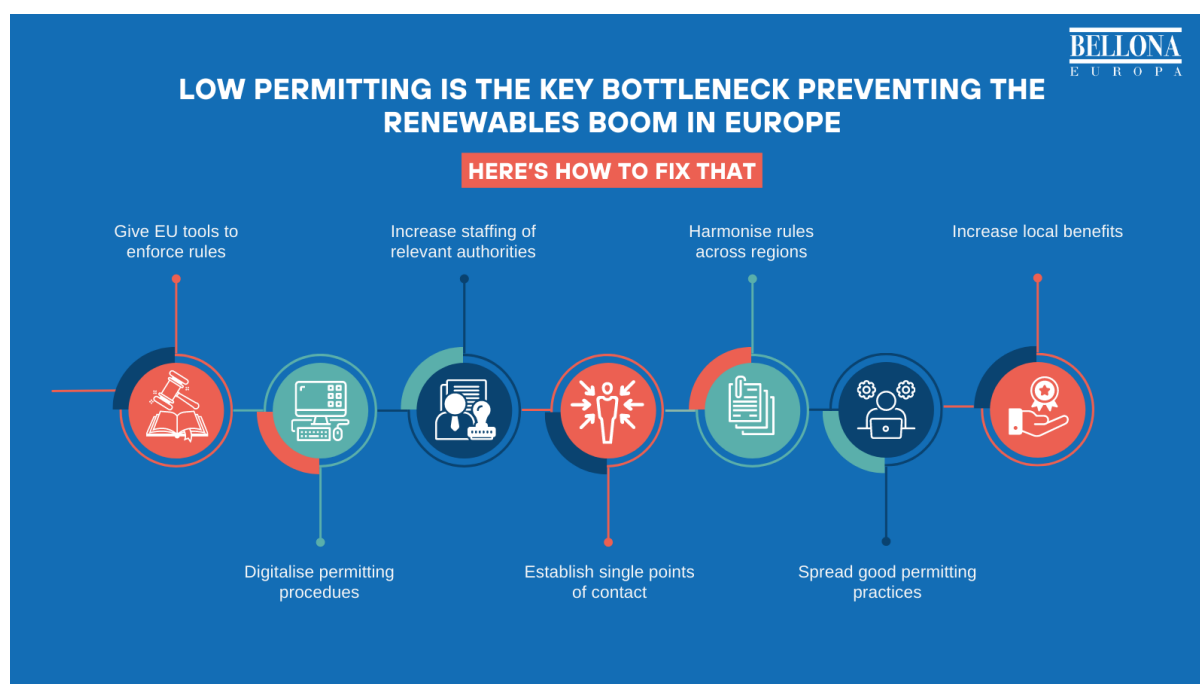 BELLONA
EUROPA
LOW PERMITTING IS THE KEY BOTTLENECK PREVENTING THE
RENEWABLES BOOM IN EUROPE
HERE'S HOW TO FIX THAT
Give EU tools to
enforce rules
Increase staffing of
relevant authorities
Harmonise rules
across regions
Increase local benefits
Digitalise permitting
procedues
Establish single points
of contact
Spread good permitting
practices